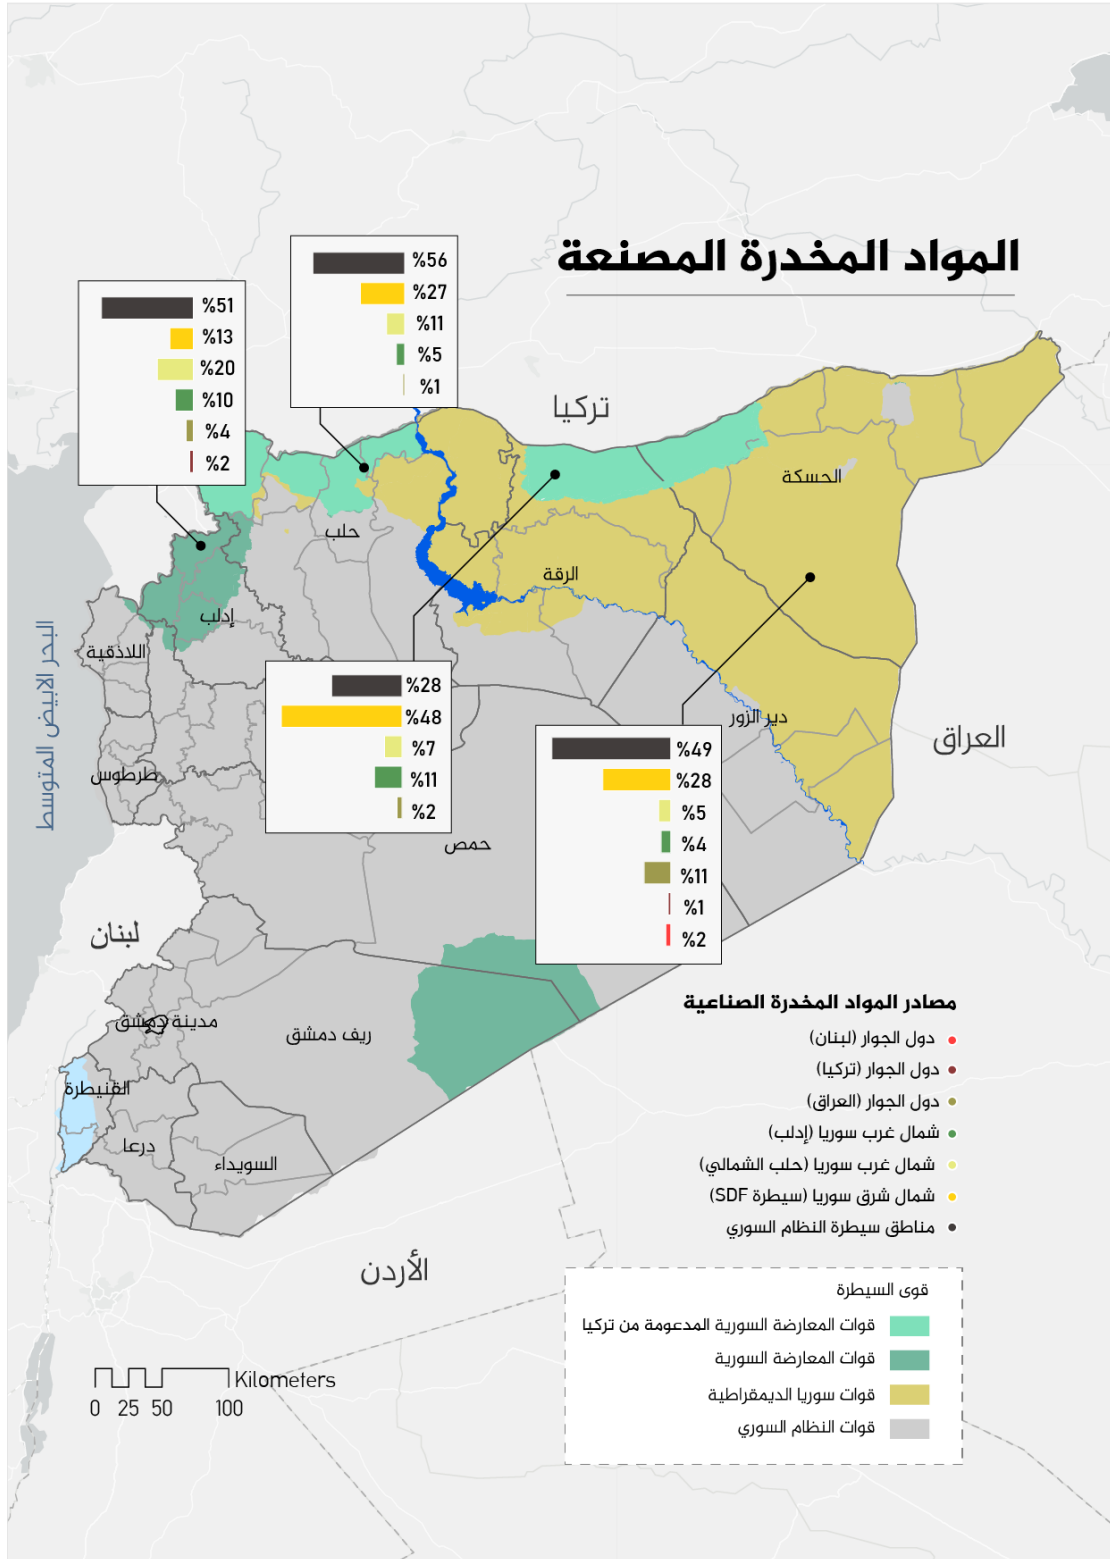 المواد المخدرة المصنعة
%56
%27
%11
%5
%1
%51
%13
%20
%10
%4
%2
تركيا
الحسكة
حلب
الرقة
إدلب
اللاذقية
البحر الابيض المتوسط
%28
%48
%7
%11
%2
دير الزور
العراق
%49
%28
%5
%4
%11
%1
%2
طرطوس
حمص
لبنان
مدينة دمشق
ريف دمشق
القنيطرة
درعا
السويداء
الأردن
مصادر المواد المخدرة الصناعية
دول الجوار (لبنان)
دول الجوار (تركيا)
دول الجوار (العراق)
شمال غرب سوريا (إدلب)
شمال غرب سوريا (حلب الشمالي)
شمال شرق سوريا (سيطرة SDF)
مناطق سيطرة النظام السوري
قوى السيطرة
قوات المعارضة السورية المدعومة من تركيا
قوات المعارضة السورية
قوات سوريا الديمقراطية
قوات النظام السوري
Kilometers
0 25 50 100